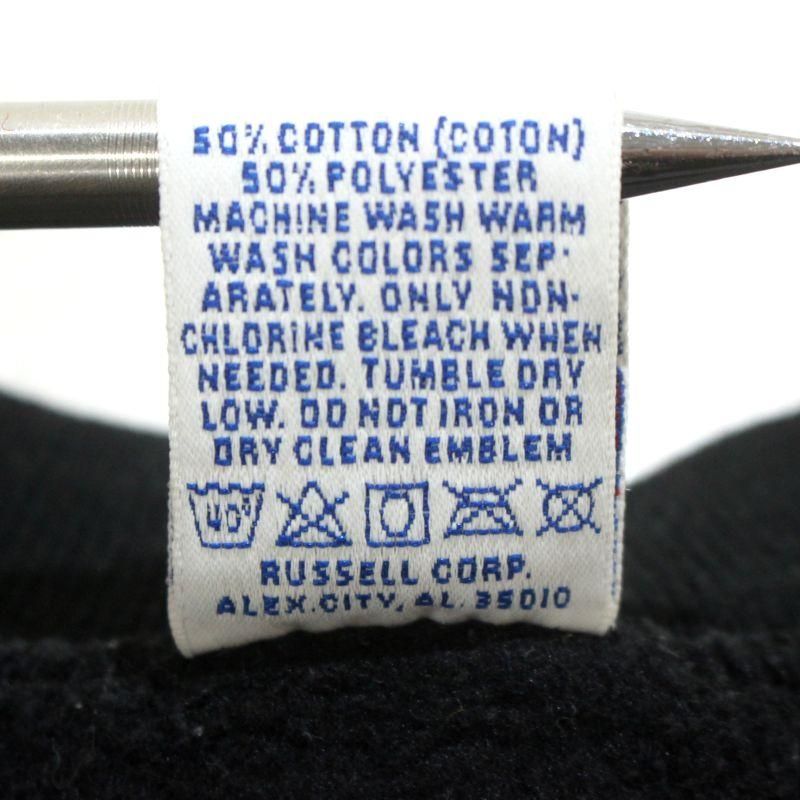 50% COTTON (COTON)
50% POLYESTER
MACHINE WASH WARM
WASH COLORS SEP-
ARATELY. ONLY NON-
CHLORINE BLEACH WHEN
NEEDED. TUMBLE DRY
LOW. DO NOT IRON OR
DRY CLEAN EMBLEM
40°
RUSSELL CORP.
ALEX.CITY, AL. 35010